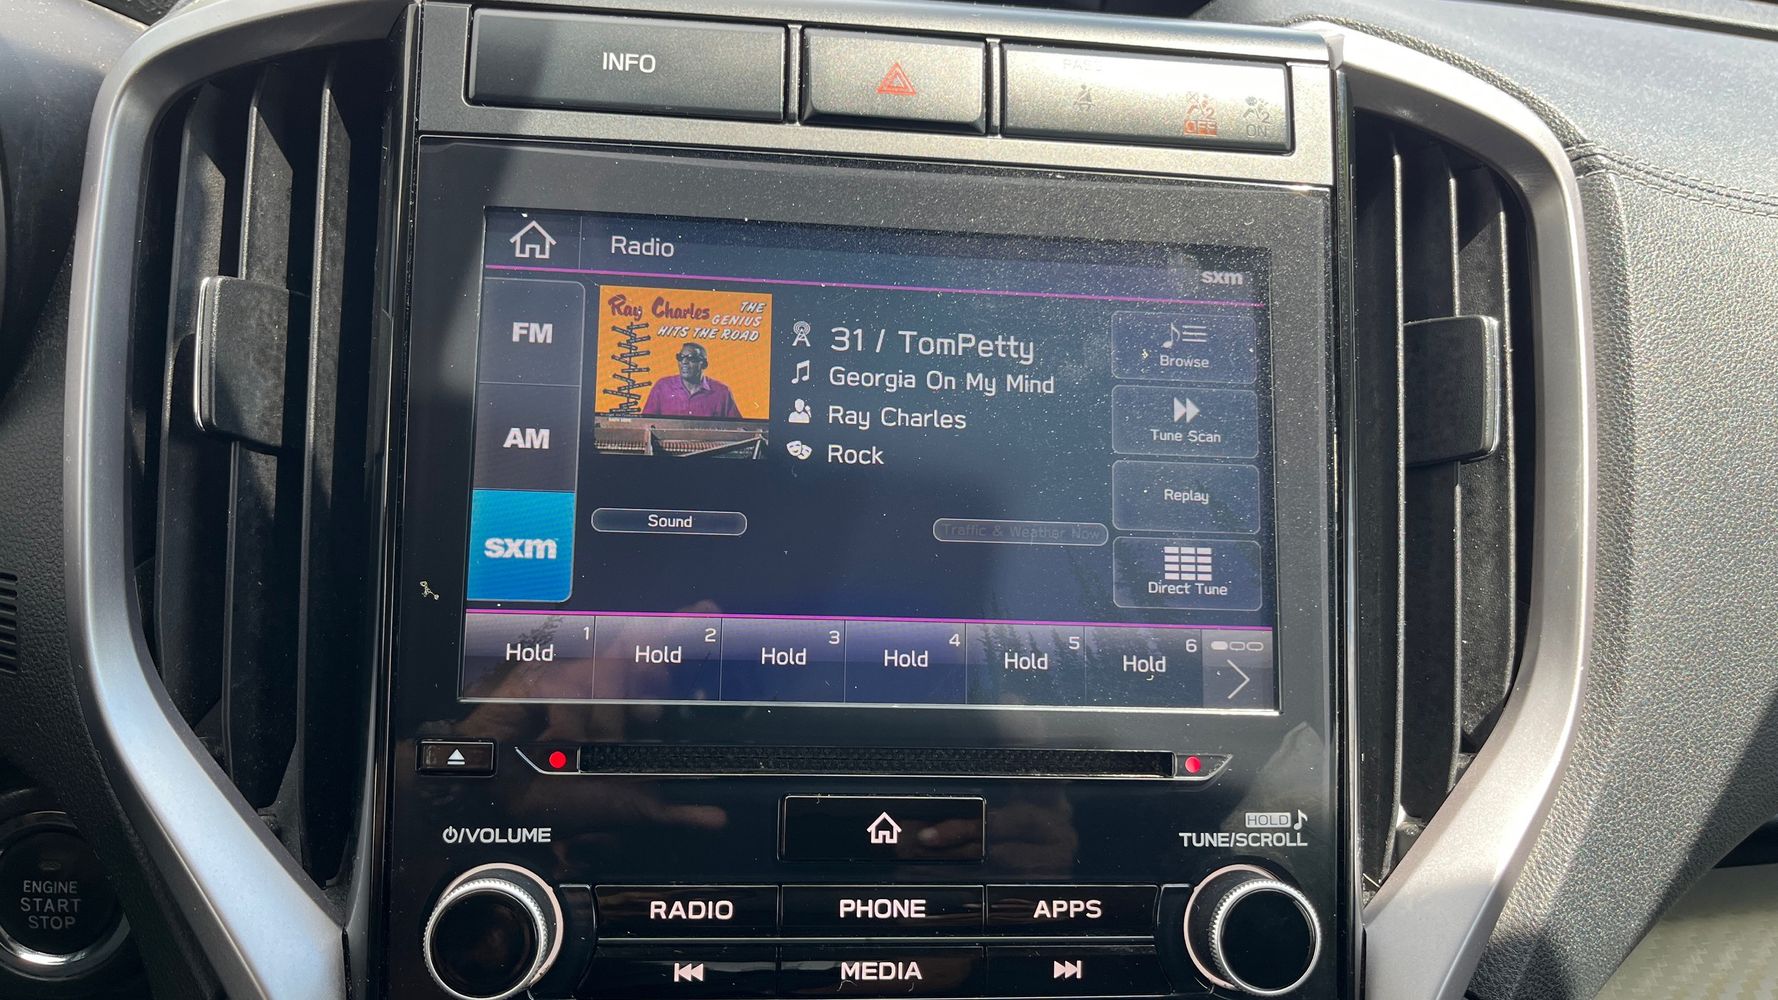 INFO
PASS
OFF
ON
Radio
sxm
FM
AM
sxm
Ray Charles THE
GENIUS
HITS THE ROAD
31 / TomPetty
Georgia On My Mind
Ray Charles
Rock
Browse
Tune Scan
Replay
Direct Tune
Sound
Traffic & Weather Now
Hold 1
Hold 2
Hold 3
Hold 4
Hold 5
Hold 6
/VOLUME
HOLD
TUNE/SCROLL
ENGINE
START
STOP
RADIO
PHONE
APPS
MEDIA